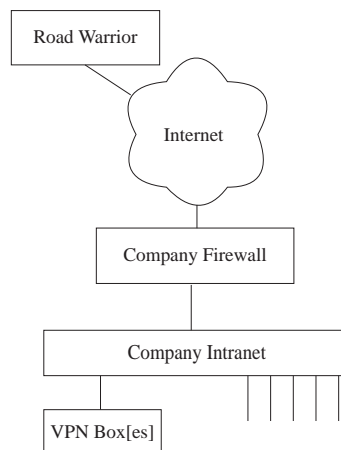 Road Warrior
Internet
Company Firewall
Company Intranet
VPN Box[es]